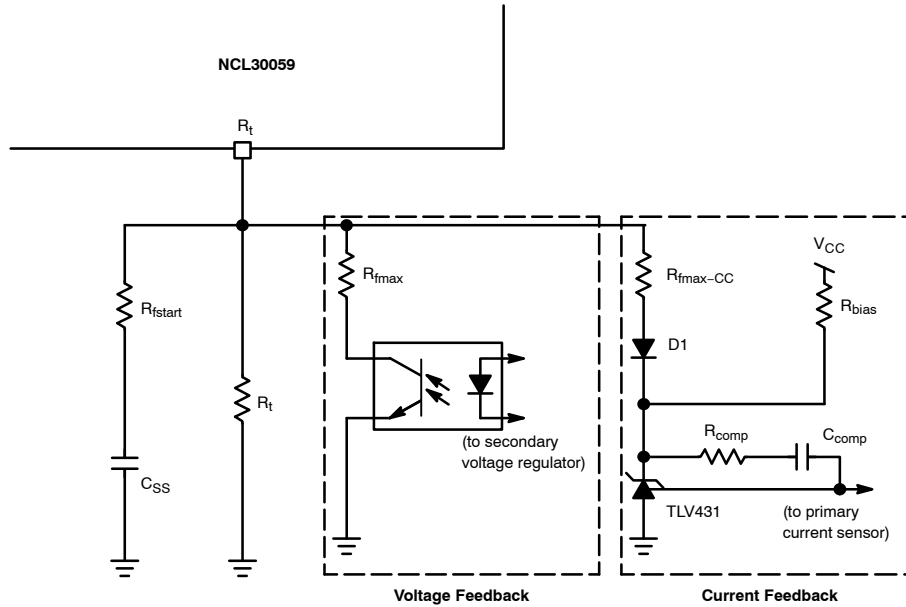 NCL30059
Rt
Rfstart
CSS
Rt
Rfmax
(to secondary
voltage regulator)
Voltage Feedback
Rfmax−CC
D1
VCC
Rbias
Rcomp
Ccomp
TLV431
(to primary
current sensor)
Current Feedback